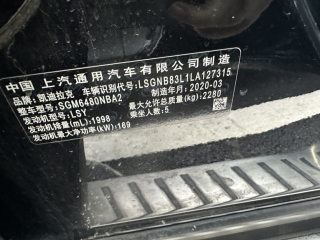 中国 上汽通用汽车有限公司制造
品牌:凯迪拉克 车辆识别代号:LSGNB83L1LA127315
型号:SGM6480NBA2 制造年月:2020-03
发动机型号:LSY 最大允许总质量(kg):2280
发动机排量(mL):1998 乘坐人数:5
发动机最大净功率(kW):169